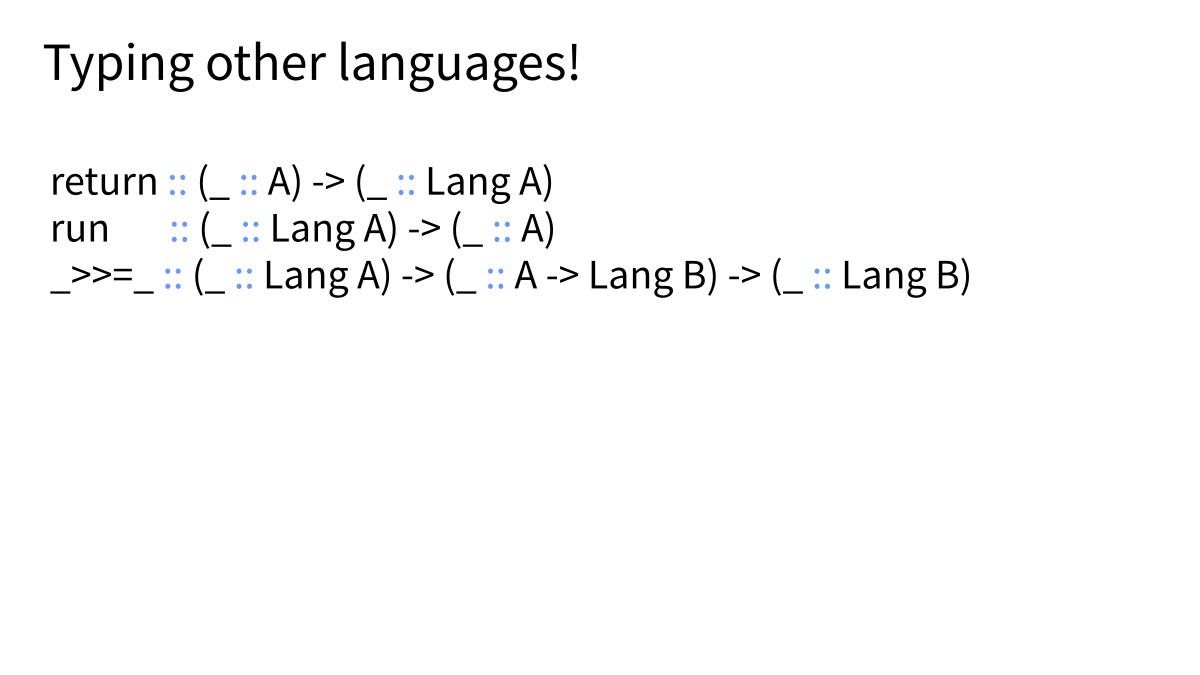 Typing other languages!
return :: (_ :: A) -> (_ :: Lang A)
run :: (_ :: Lang A) -> (_ :: A)
_>>=_ :: (_ :: Lang A) -> (_ :: A -> Lang B) -> (_ :: Lang B)